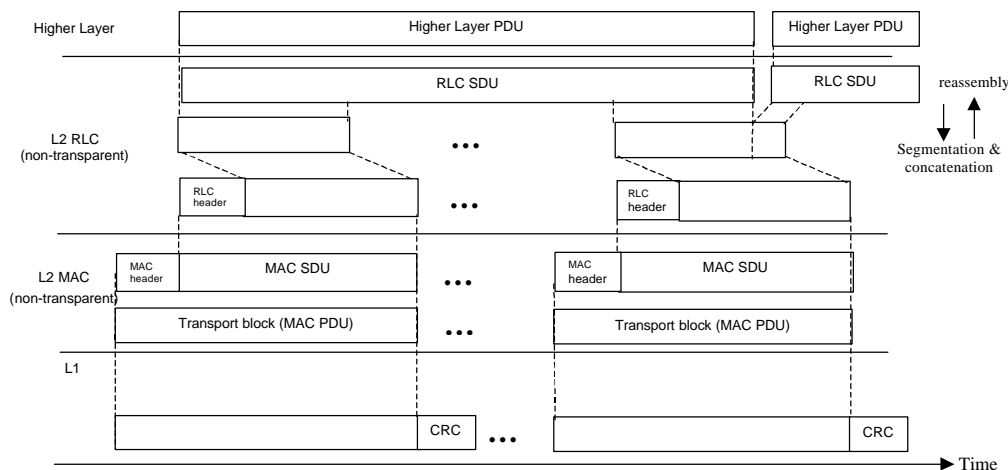 Higher Layer
Higher Layer PDU
Higher Layer PDU
RLC SDU
RLC SDU
reassembly
L2 RLC
(non-transparent)
•••
Segmentation &
concatenation
RLC
header
•••
RLC
header
L2 MAC
(non-transparent)
MAC
header
MAC SDU
•••
MAC
header
MAC SDU
Transport block (MAC PDU)
•••
Transport block (MAC PDU)
L1
CRC
•••
CRC
Time